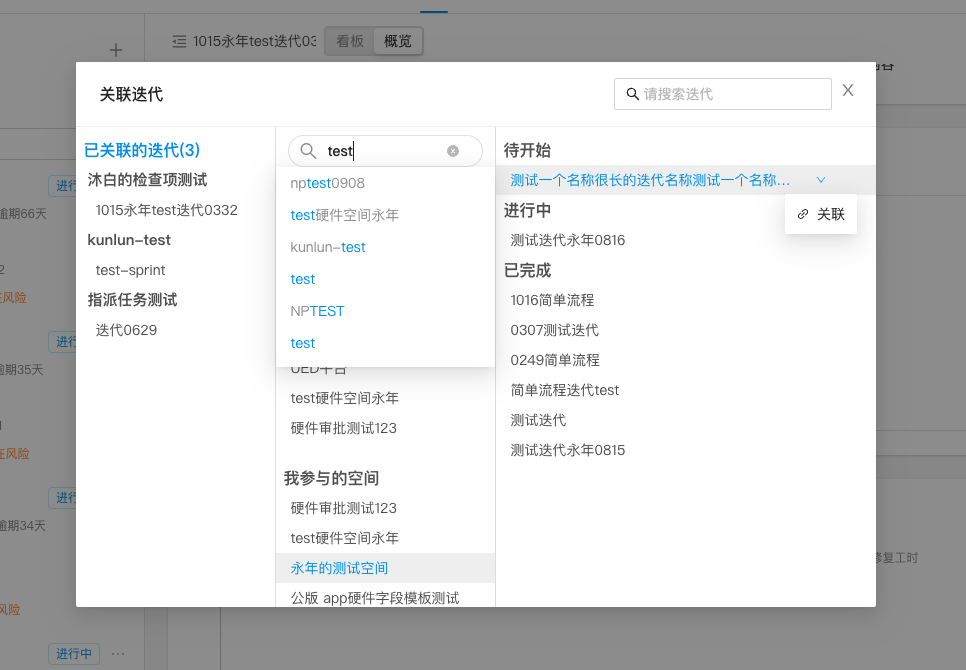 1015永年test迭代03
看板
概览
关联迭代
请搜索迭代
已关联的迭代(3)
沐白的检查项测试
1015永年test迭代0332
kunlun-test
test-sprint
指派任务测试
迭代0629
test
nptest0908
test硬件空间永年
kunlun-test
test
NPTEST
test
UED平台
test硬件空间永年
硬件审批测试123
我参与的空间
硬件审批测试123
test硬件空间永年
永年的测试空间
公版 app硬件字段模板测试
待开始
测试一个名称很长的迭代名称测试一个名称...
关联
进行中
测试迭代永年0816
已完成
1016简单流程
0307测试迭代
0249简单流程
简单流程迭代test
测试迭代
测试迭代永年0815
进行
逾期66天
在风险
进行
逾期35天
在风险
进行
逾期34天
风险
进行中
修复工时